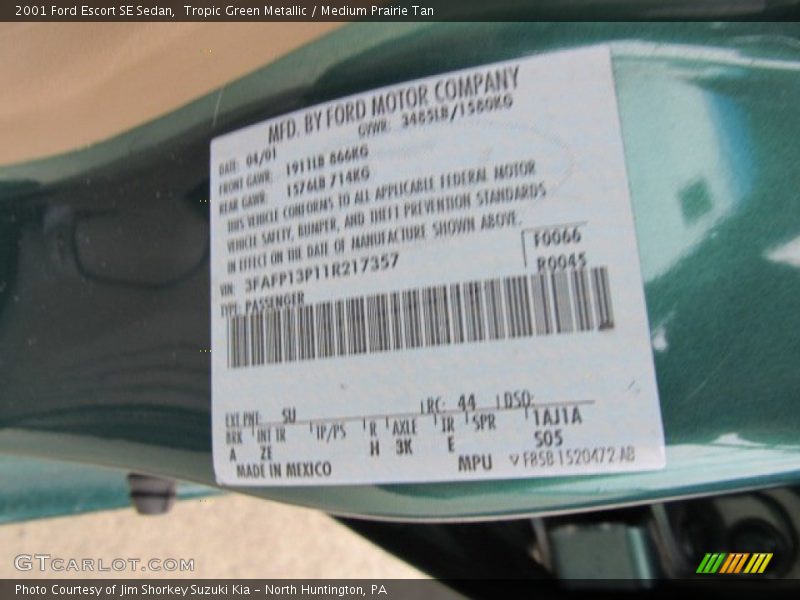 2001 Ford Escort SE Sedan, Tropic Green Metallic / Medium Prairie Tan
MFD. BY FORD MOTOR COMPANY
DATE: 04/01 GVWR: 3485LB/1580KG
FRONT GAWR: 1911LB 866KG
REAR GAWR: 1576LB 714KG
THIS VEHICLE CONFORMS TO ALL APPLICABLE FEDERAL MOTOR
VEHICLE SAFETY, BUMPER, AND THEFT PREVENTION STANDARDS
IN EFFECT ON THE DATE OF MANUFACTURE SHOWN ABOVE.
VIN: 3FAFP13P11R217357 F0066
TYPE: PASSENGER R0045
EXT PNT: SU RC: 44 DSO:
BRK INT TR TP/PS R AXLE TR SPR 1AJ1A
A ZE H 3K E S05
MADE IN MEXICO MPU F85B 1520472 AB
GTCARLOT.COM
Photo Courtesy of Jim Shorkey Suzuki Kia - North Huntington, PA